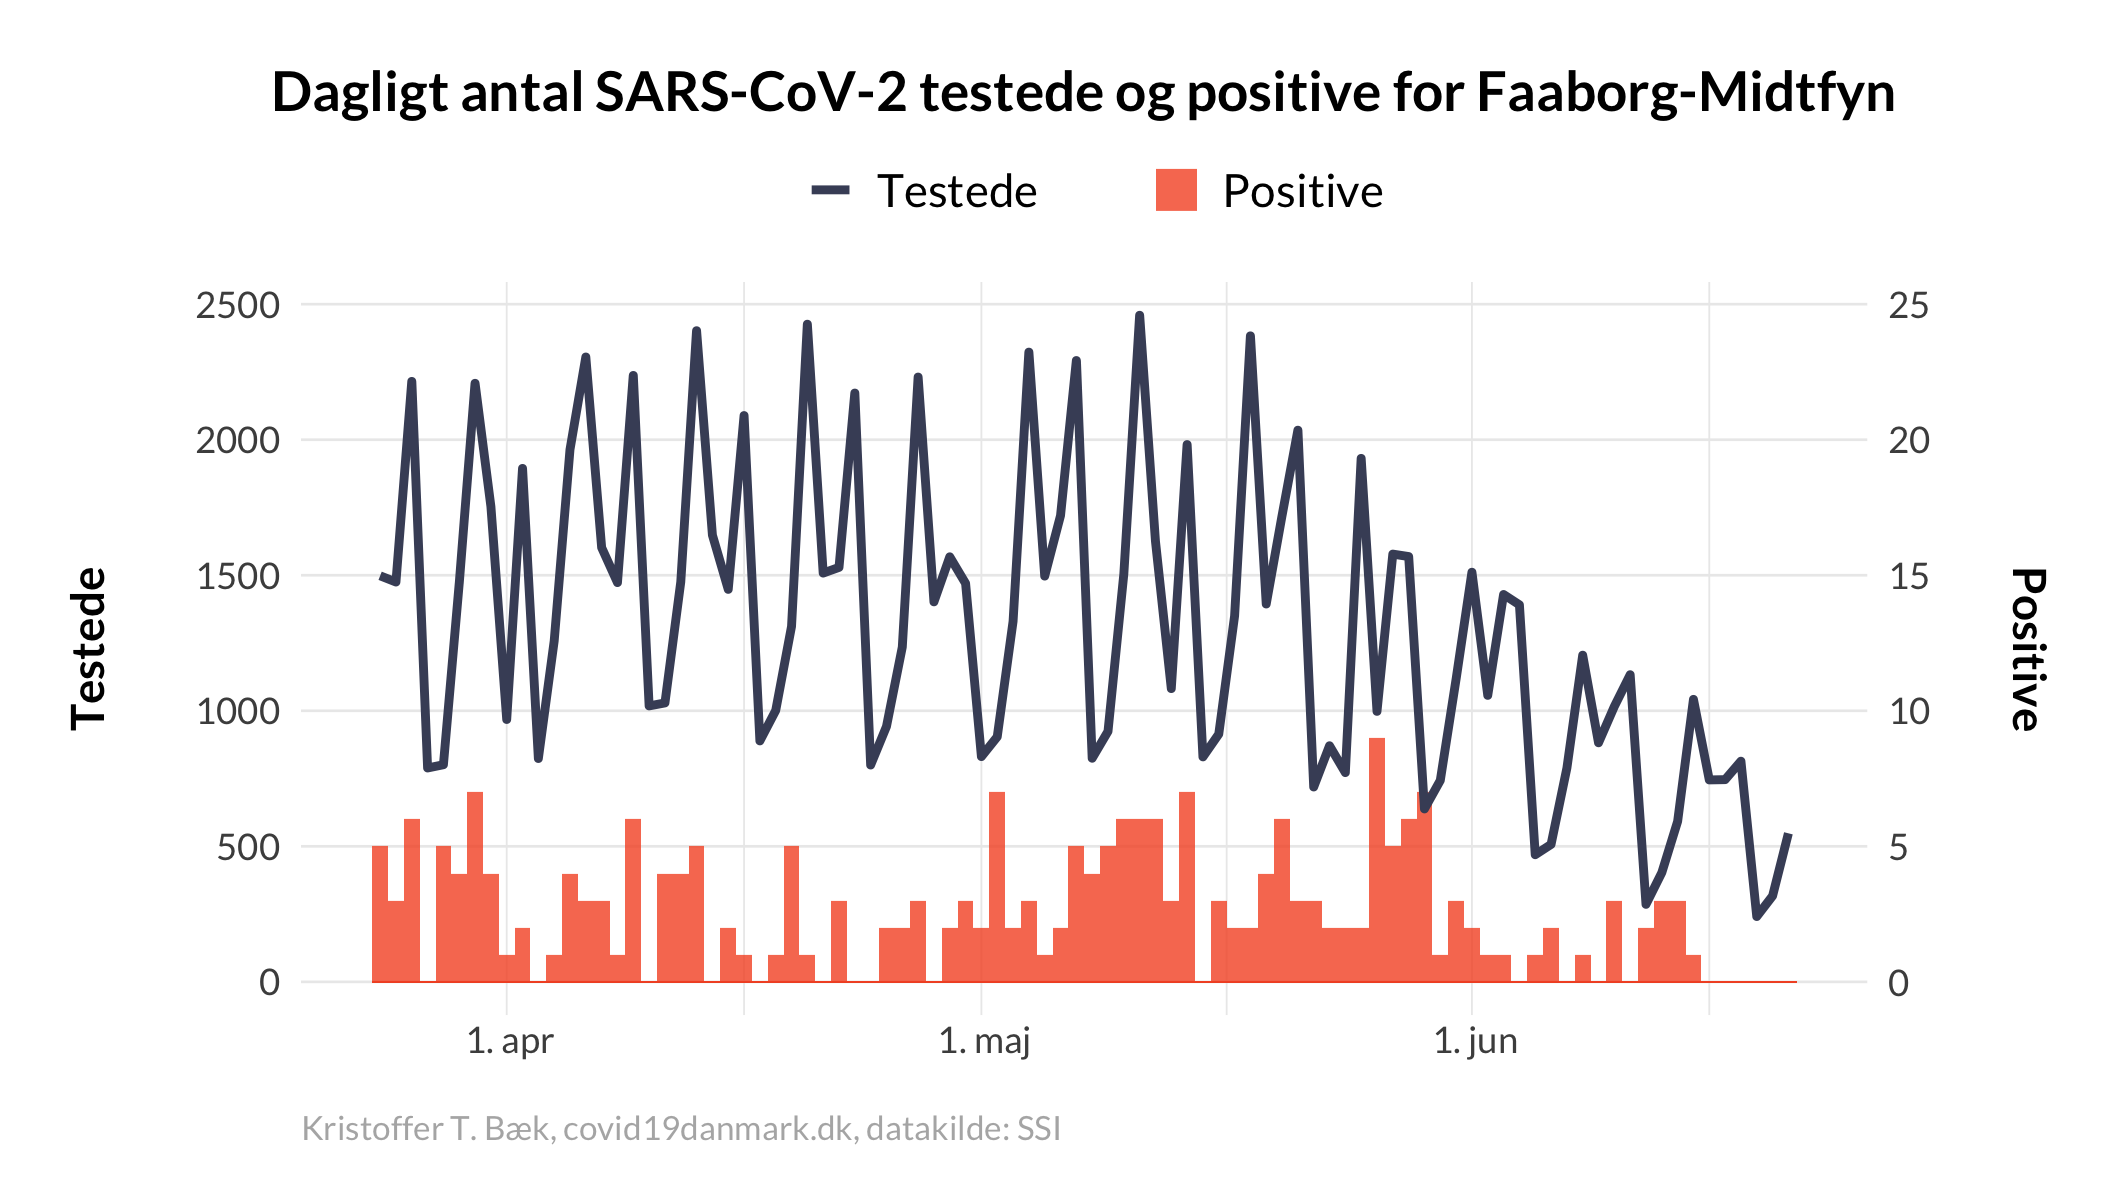 Dagligt antal SARS-CoV-2 testede og positive for Faaborg-Midtfyn
Testede Positive
2500 25
2000 20
1500 15
1000 10
500 5
0 0
Testede
Positive
1. apr 1. maj 1. jun
Kristoffer T. Bæk, covid19danmark.dk, datakilde: SSI